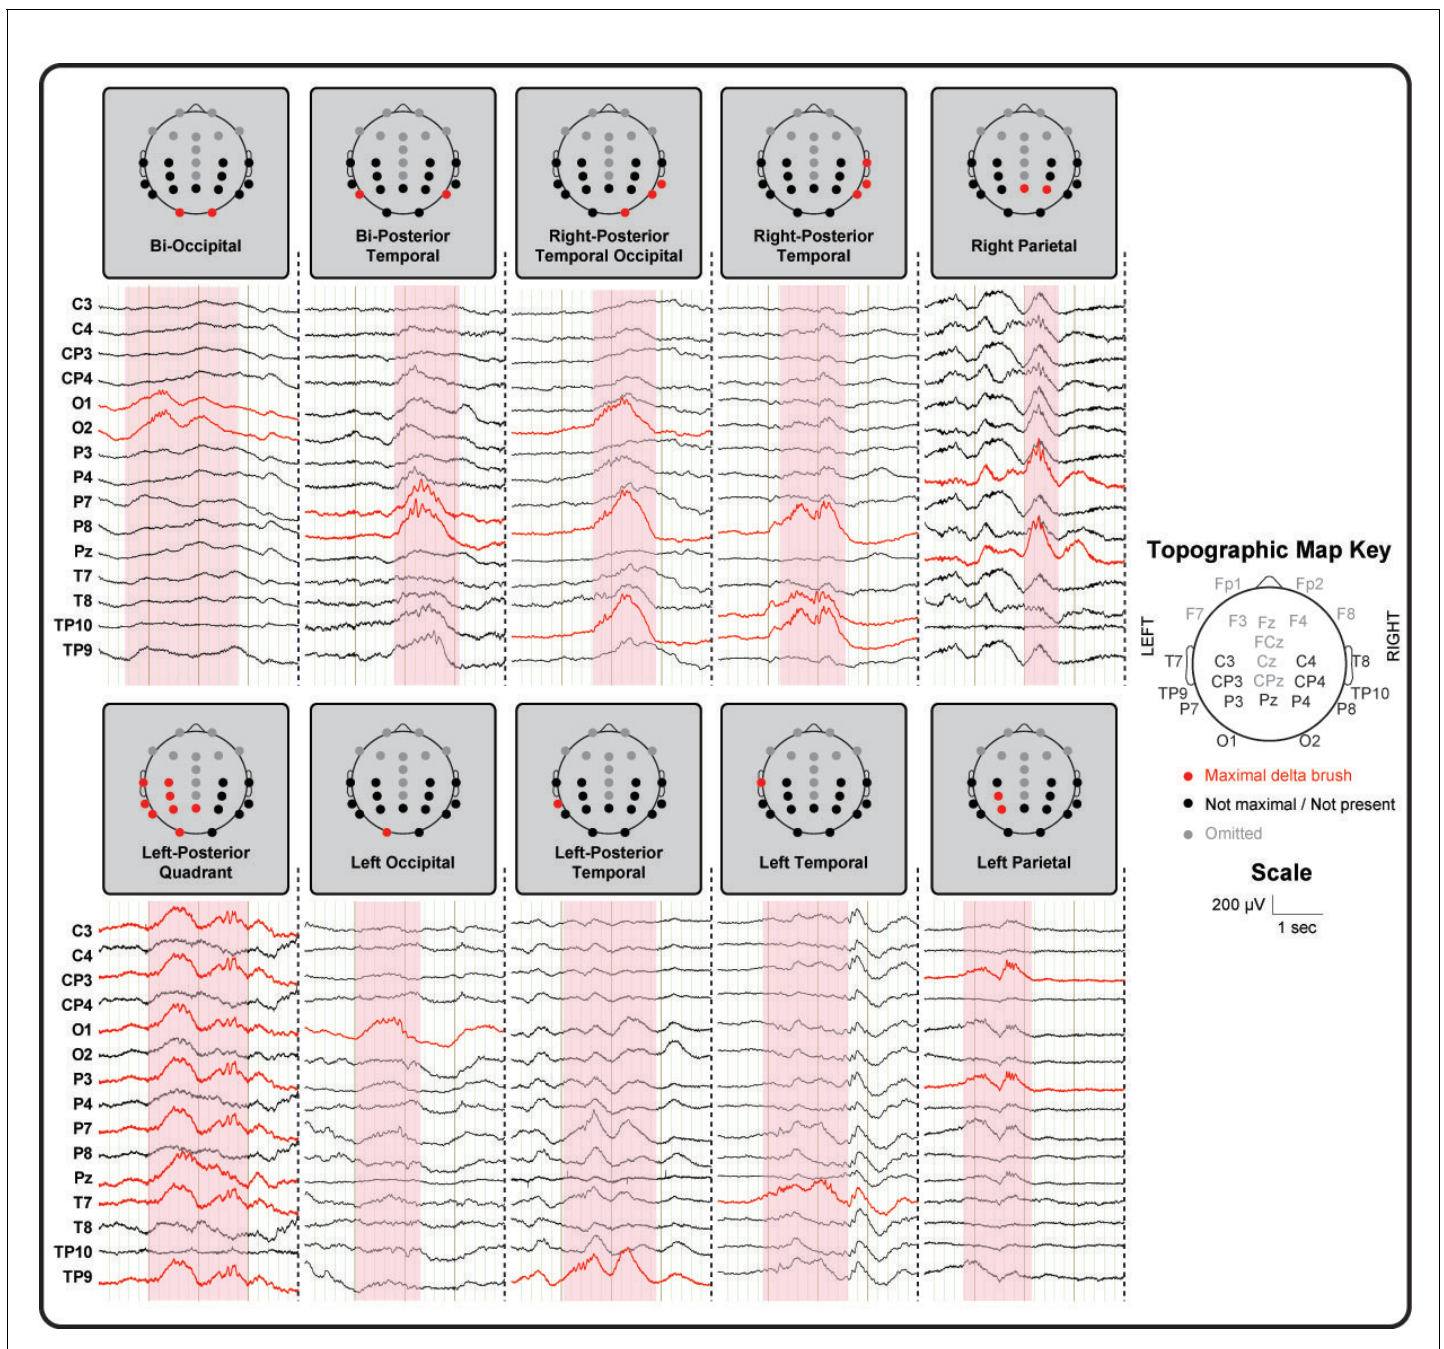 Bi-Occipital
Bi-Posterior
Temporal
Right-Posterior
Temporal Occipital
Right-Posterior
Temporal
Right Parietal
C3
C4
CP3
CP4
O1
O2
P3
P4
P7
P8
Pz
T7
T8
TP10
TP9
Left-Posterior
Quadrant
Left Occipital
Left-Posterior
Temporal
Left Temporal
Left Parietal
C3
C4
CP3
CP4
O1
O2
P3
P4
P7
P8
Pz
T7
T8
TP10
TP9
Topographic Map Key
Fp1 Fp2
F7 F3 Fz F4 F8
FCz
LEFT
RIGHT
T7 C3 Cz C4 T8
CP3 CPz CP4
TP9 P3 Pz P4 TP10
P7 P8
O1 O2
Maximal delta brush
Not maximal / Not present
Omitted
Scale
200 µV
1 sec